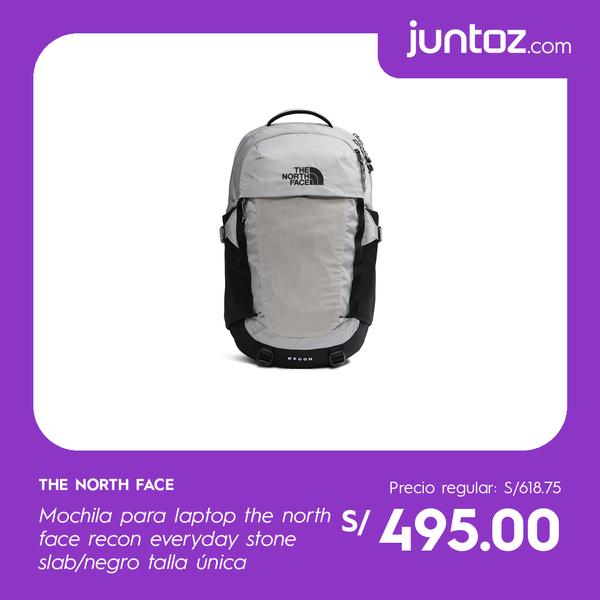 juntoz.com
THE
NORTH
FACE
RECON
THE NORTH FACE
Mochila para laptop the north
face recon everyday stone
slab/negro talla única
Precio regular: S/618.75
S/ 495.00